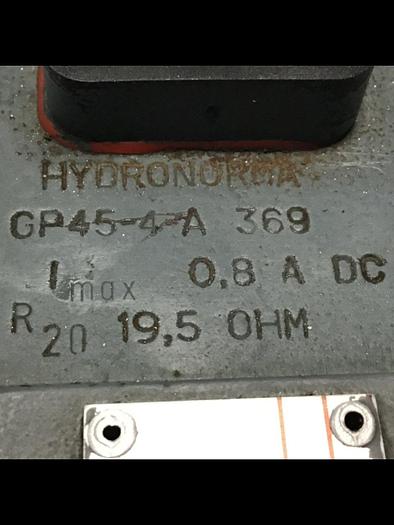 HYDRONORMA
GP45-4-A 369
Imax 0,8 A DC
R20 19,5 OHM